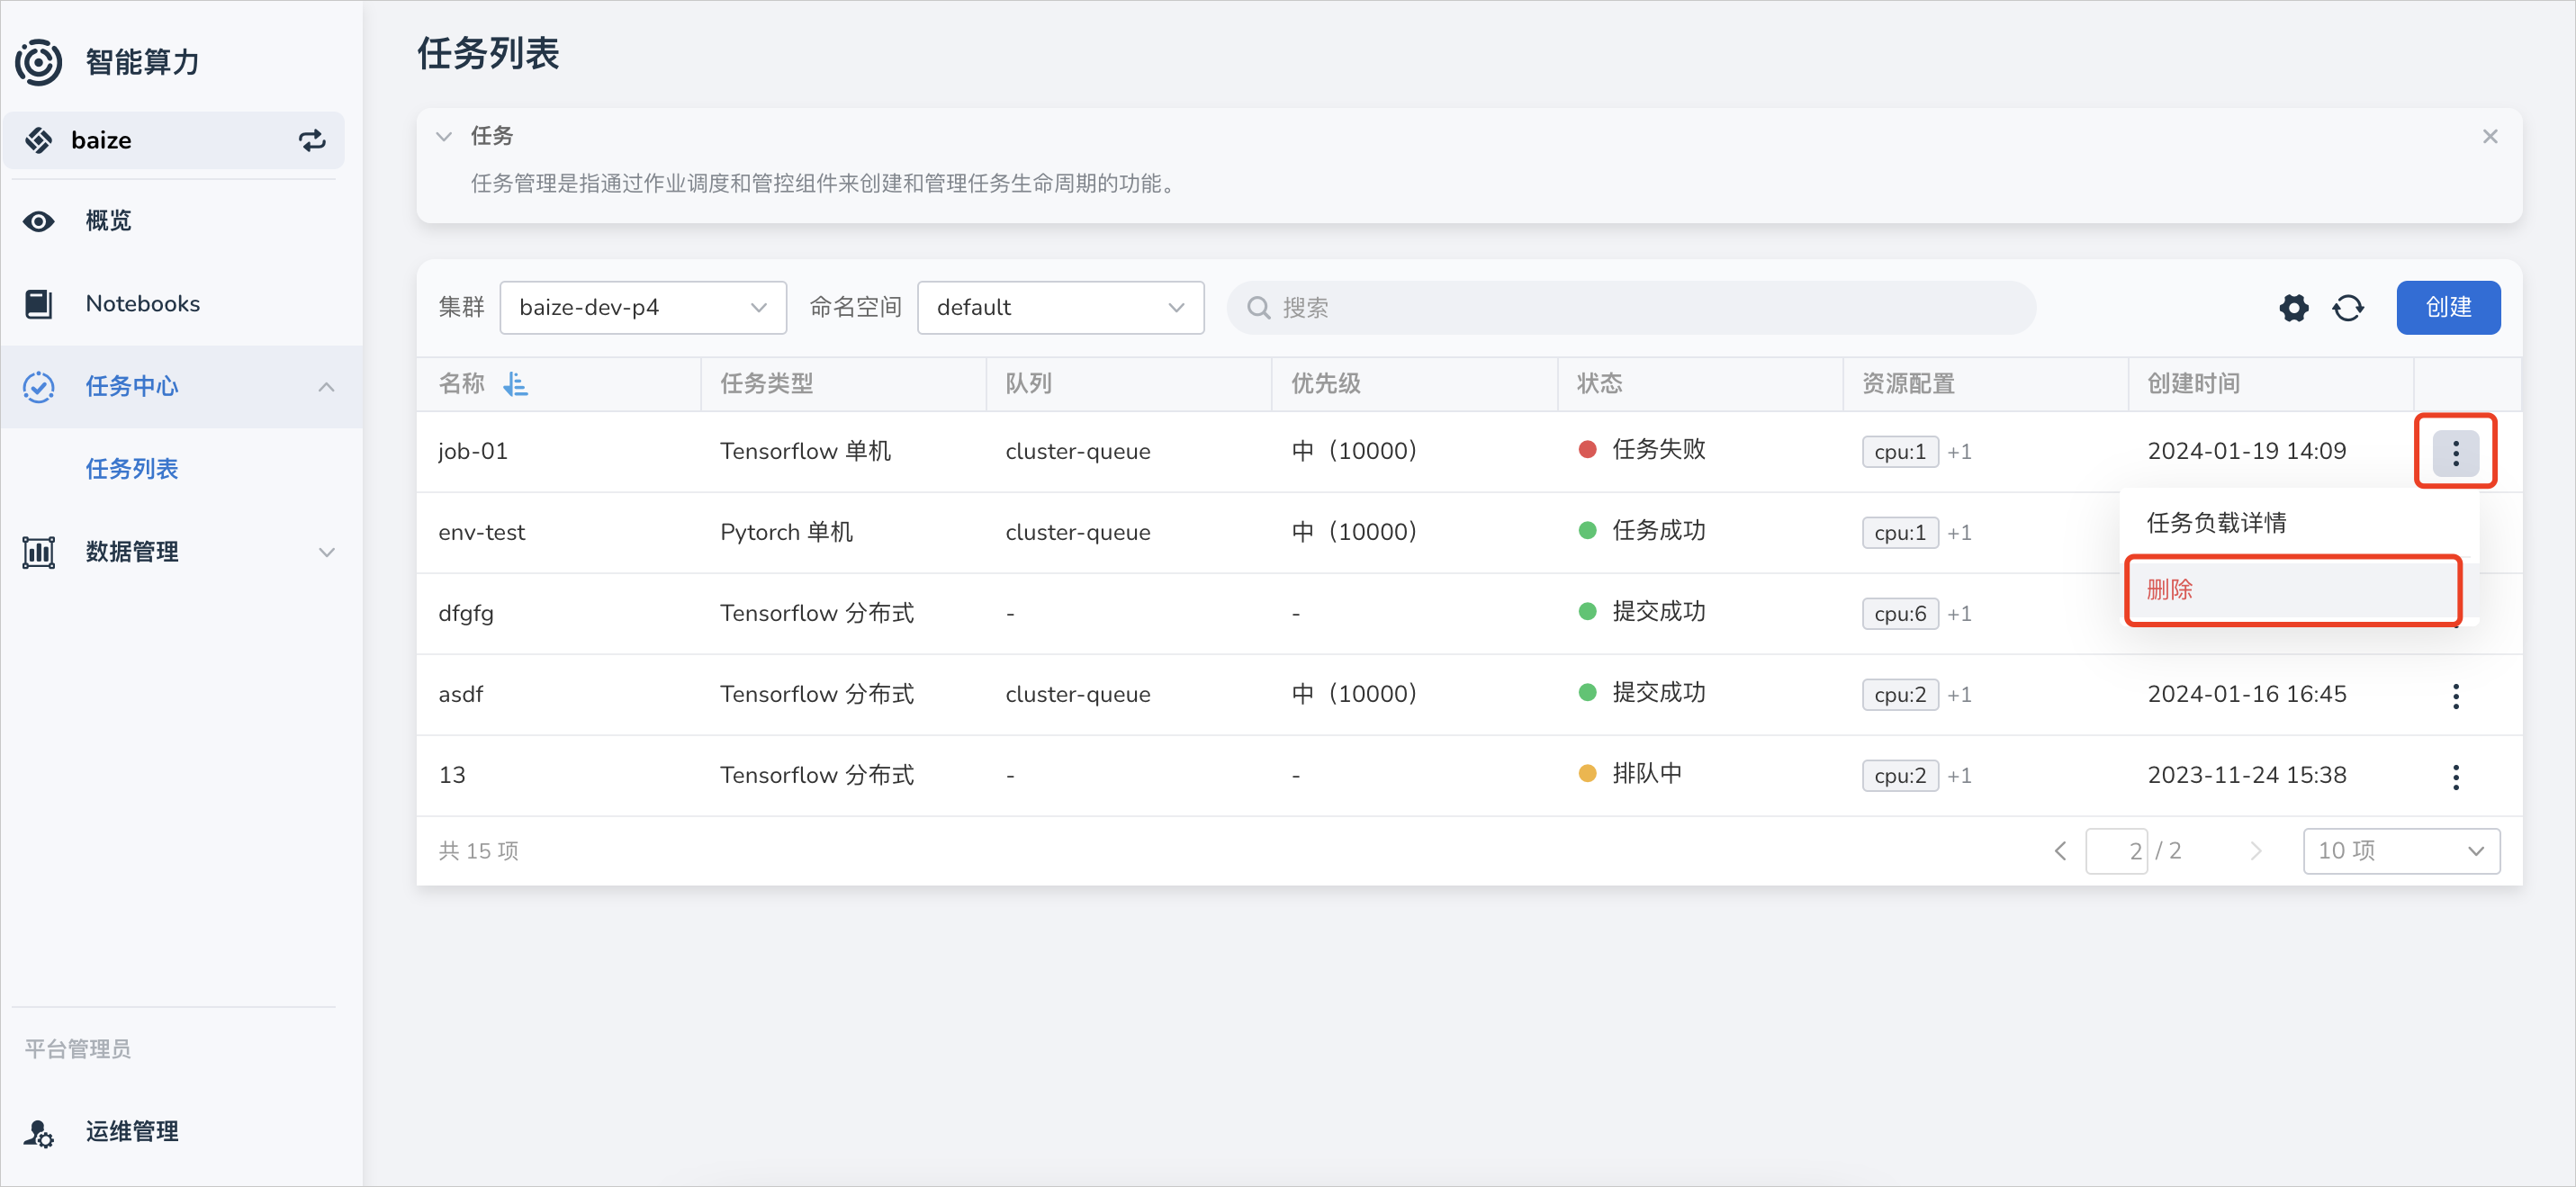 智能算力
baize
概览
Notebooks
任务中心
任务列表
数据管理
平台管理员
运维管理
任务列表
任务
任务管理是指通过作业调度和管控组件来创建和管理任务生命周期的功能。
集群 baize-dev-p4 命名空间 default 搜索 创建
名称 任务类型 队列 优先级 状态 资源配置 创建时间
job-01 Tensorflow 单机 cluster-queue 中（10000） 任务失败 cpu:1 +1 2024-01-19 14:09
env-test Pytorch 单机 cluster-queue 中（10000） 任务成功 cpu:1 +1
任务负载详情
删除
dfgfg Tensorflow 分布式 - - 提交成功 cpu:6 +1
asdf Tensorflow 分布式 cluster-queue 中（10000） 提交成功 cpu:2 +1 2024-01-16 16:45
13 Tensorflow 分布式 - - 排队中 cpu:2 +1 2023-11-24 15:38
共 15 项 2 / 2 10 项